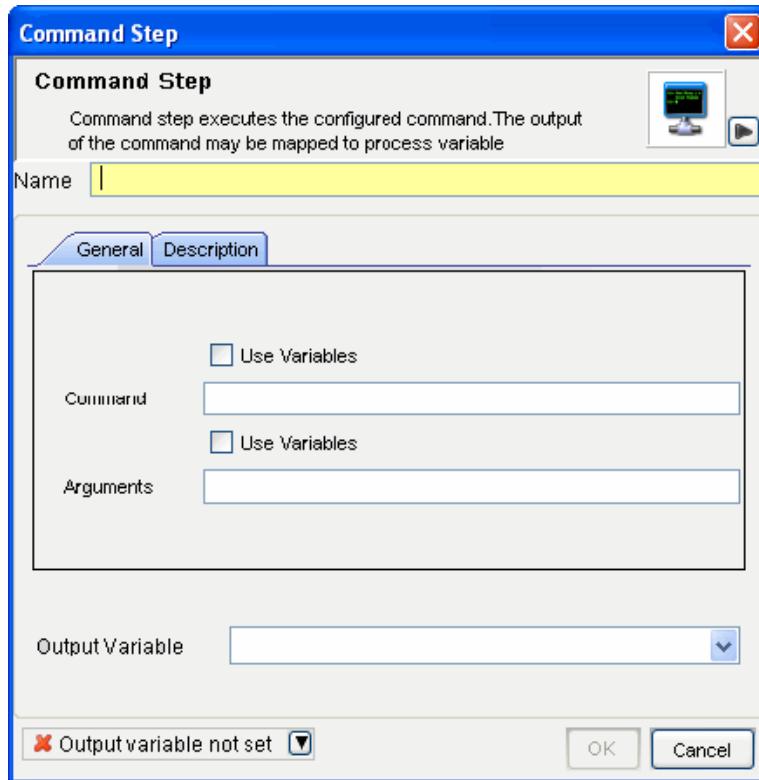 Command Step
Command Step
Command step executes the configured command.The output
of the command may be mapped to process variable
Name
General Description
Use Variables
Command
Use Variables
Arguments
Output Variable
Output variable not set
OK Cancel